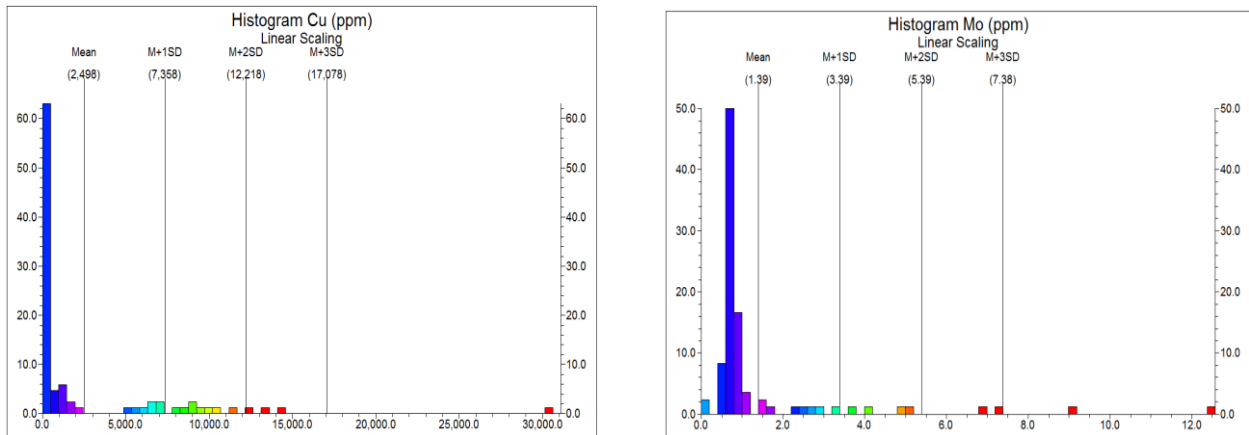 Histogram Cu (ppm)
Linear Scaling
Mean M+1SD M+2SD M+3SD
(2,498) (7,358) (12,218) (17,078)
60.0 60.0
50.0 50.0
40.0 40.0
30.0 30.0
20.0 20.0
10.0 10.0
0.0 0.0
0.0 5,000.0 10,000.0 15,000.0 20,000.0 25,000.0 30,000.0
Histogram Mo (ppm)
Linear Scaling
Mean M+1SD M+2SD M+3SD
(1.39) (3.39) (5.39) (7.38)
50.0 50.0
40.0 40.0
30.0 30.0
20.0 20.0
10.0 10.0
0.0 0.0
0.0 2.0 4.0 6.0 8.0 10.0 12.0